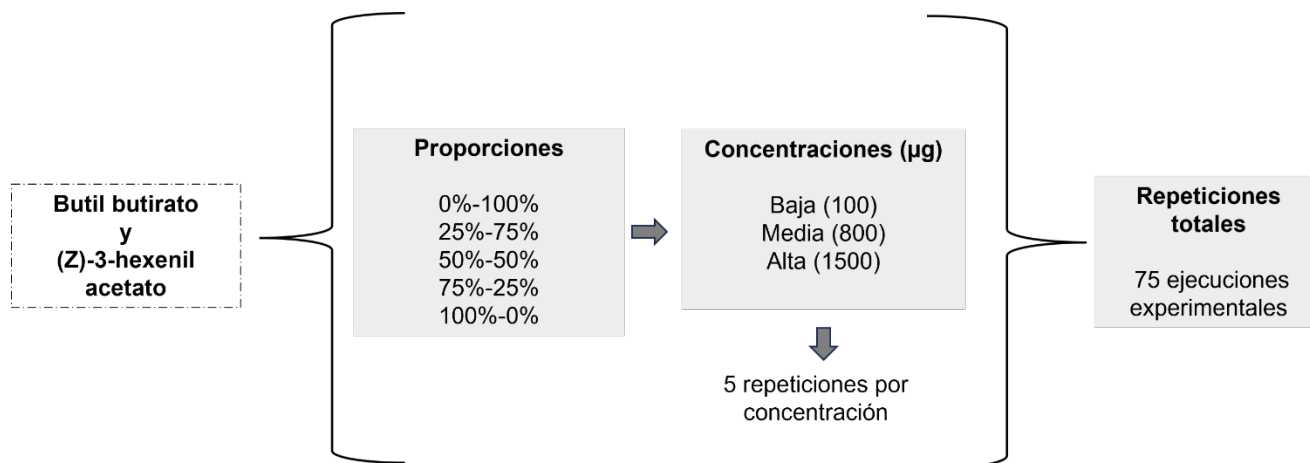 Butil butirato
y
(Z)-3-hexenil
acetato
Proporciones
0%-100%
25%-75%
50%-50%
75%-25%
100%-0%
Concentraciones (µg)
Baja (100)
Media (800)
Alta (1500)
5 repeticiones por
concentración
Repeticiones
totales
75 ejecuciones
experimentales